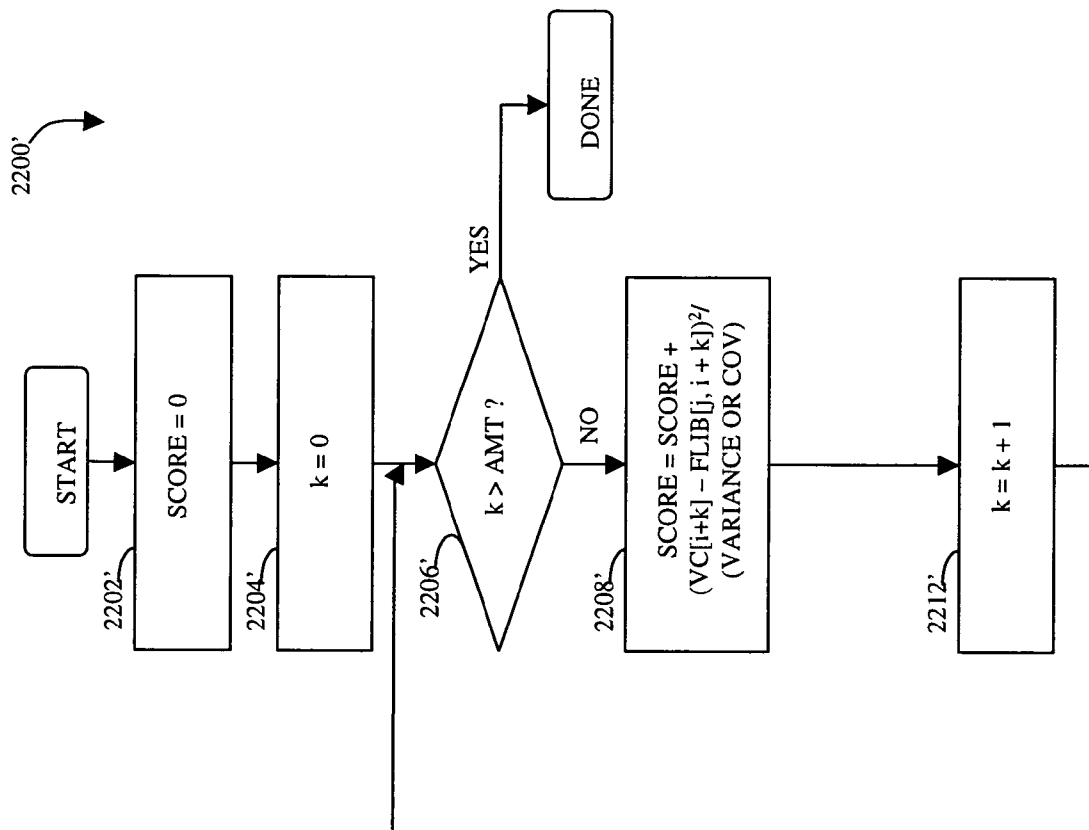 2200’
START
2202’
SCORE = 0
2204’
k = 0
2206’
k > AMT ?
YES
DONE
NO
2208’
SCORE = SCORE +
(VC[i+k] – FLIB[j, i + k])²/
(VARIANCE OR COV)
2212’
k = k + 1